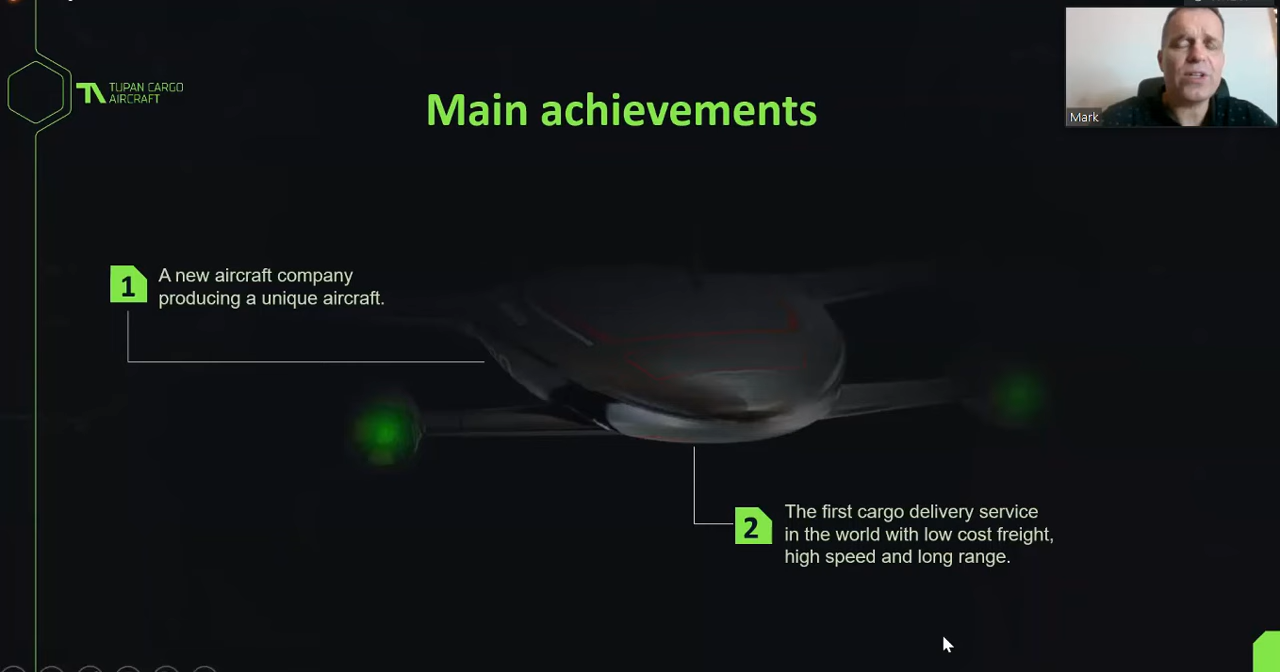 TUPAN CARGO
AIRCRAFT
Main achievements
Mark
1
A new aircraft company
producing a unique aircraft.
2
The first cargo delivery service
in the world with low cost freight,
high speed and long range.